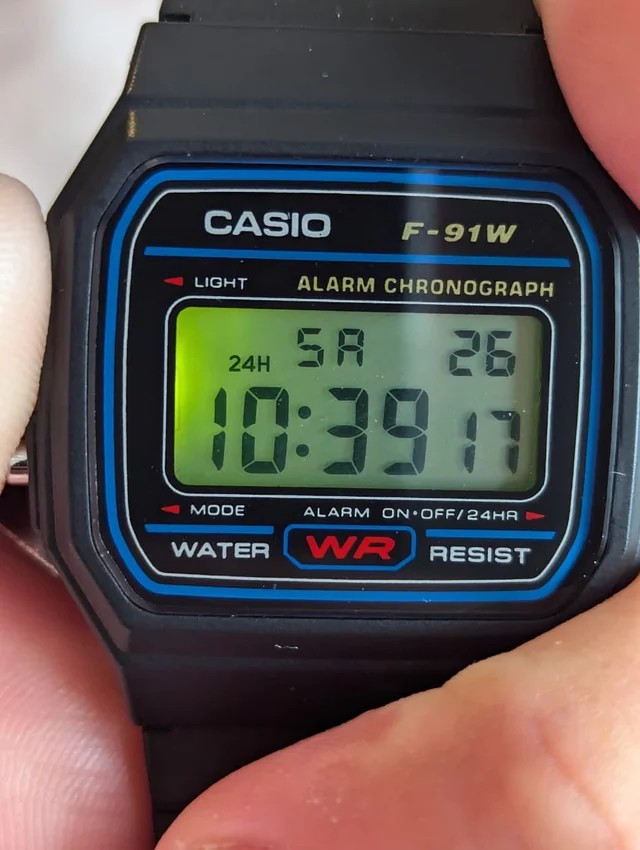 CASIO F-91W
LIGHT ALARM CHRONOGRAPH
24H SA 26
10:39 17
MODE ALARM ON•OFF/24HR
WATER WR RESIST